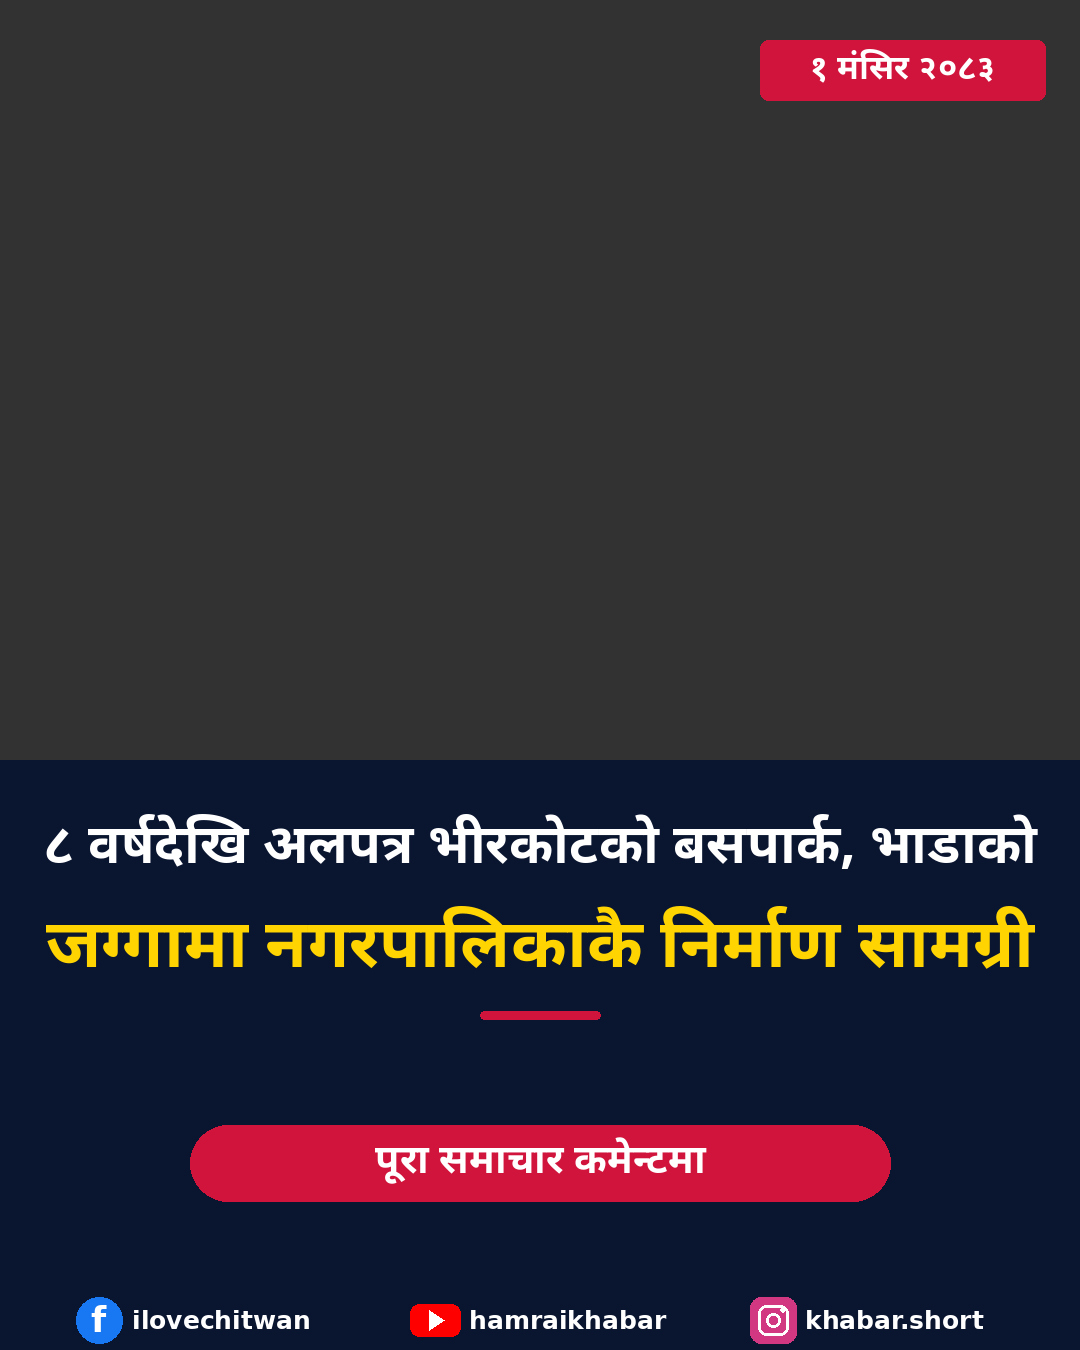 १ मंसिर २०८३
८ वर्षदेखि अलपत्र भीरकोटको बसपार्क, भाडाको
जग्गामा नगरपालिकाकै निर्माण सामग्री
पूरा समाचार कमेन्टमा
ilovechitwan hamraikhabar khabar.short